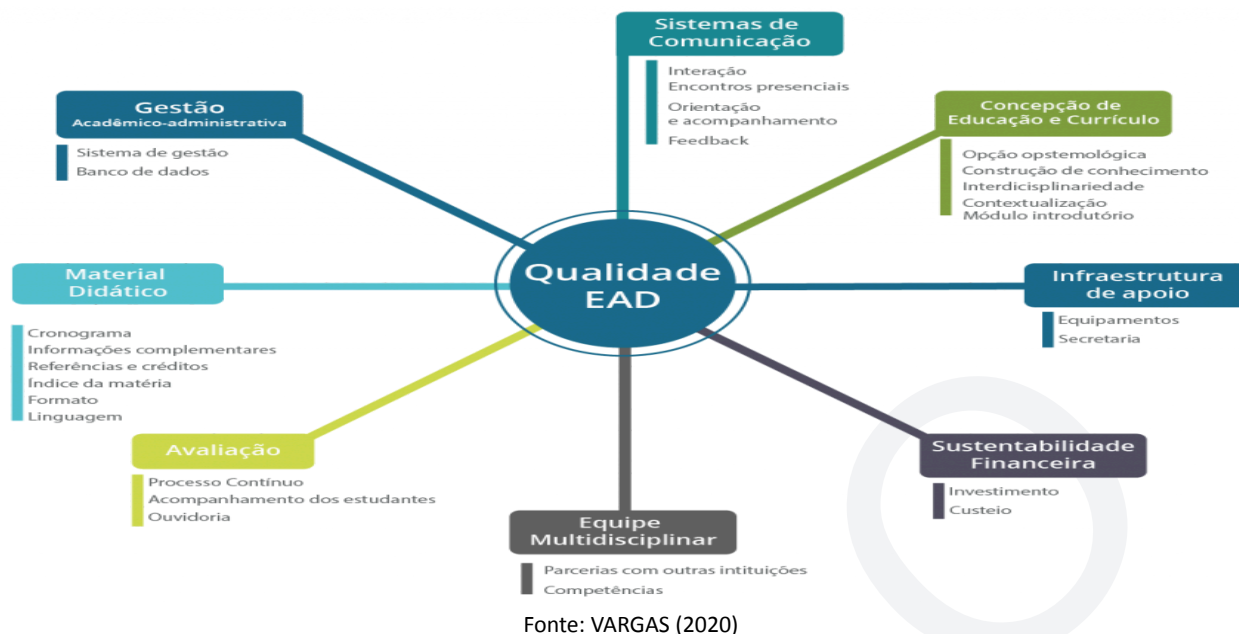 Sistemas de
Comunicação
Interação
Encontros presenciais
Orientação
e acompanhamento
Feedback
Gestão
Acadêmico-administrativa
Sistema de gestão
Banco de dados
Concepção de
Educação e Currículo
Opção opstemológica
Construção de conhecimento
Interdicisplinariedade
Contextualização
Módulo introdutório
Qualidade
EAD
Material
Didático
Cronograma
Informações complementares
Referências e créditos
Índice da matéria
Formato
Linguagem
Infraestrutura
de apoio
Equipamentos
Secretaria
Avaliação
Processo Contínuo
Acompanhamento dos estudantes
Ouvidoria
Sustentabilidade
Financeira
Investimento
Custeio
Equipe
Multidisciplinar
Parcerias com outras intituições
Competências
Fonte: VARGAS (2020)